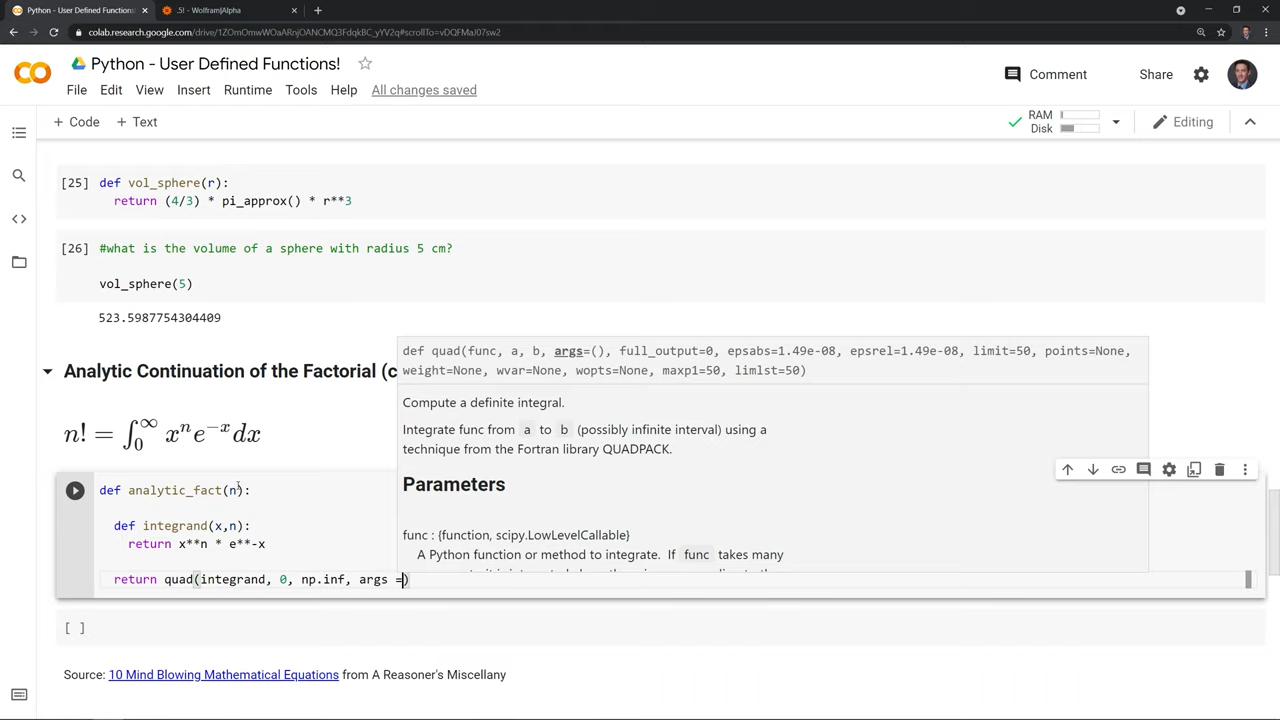 Python - User Defined Functions!
.5! - Wolfram|Alpha
colab.research.google.com/drive/1ZOmOmwWOaARnjOANCMQ3FdqkBC_yYV2q#scrollTo=vDQFMaJ07sw2
Python - User Defined Functions!
Comment
Share
File Edit View Insert Runtime Tools Help All changes saved
+ Code + Text
RAM
Disk
Editing
[25] def vol_sphere(r):
return (4/3) * pi_approx() * r**3
[26] #what is the volume of a sphere with radius 5 cm?
vol_sphere(5)
523.5987754304409
def quad(func, a, b, args=(), full_output=0, epsabs=1.49e-08, epsrel=1.49e-08, limit=50, points=None,
weight=None, wvar=None, wopts=None, maxp1=50, limlst=50)
Analytic Continuation of the Factorial (c
Compute a definite integral.
Integrate func from a to b (possibly infinite interval) using a
technique from the Fortran library QUADPACK.
n! = ∫₀^∞ xⁿe⁻ˣdx
Parameters
def analytic_fact(n):
def integrand(x,n):
return x**n * e**-x
func : {function, scipy.LowLevelCallable}
A Python function or method to integrate. If func takes many
return quad(integrand, 0, np.inf, args =)
[ ]
Source: 10 Mind Blowing Mathematical Equations from A Reasoner's Miscellany